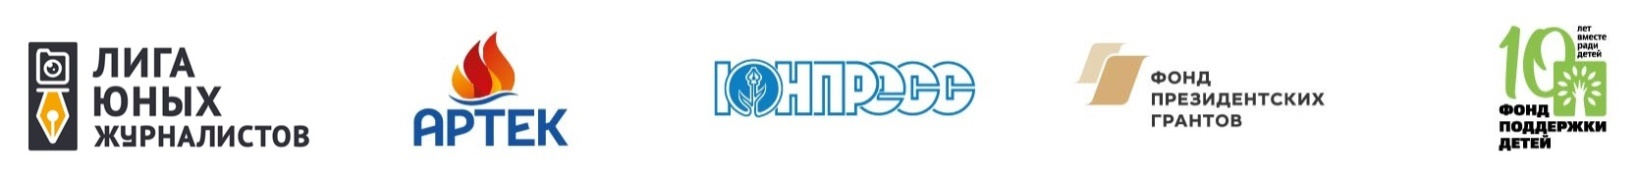 ЛИГА
ЮНЫХ
ЖУРНАЛИСТОВ
АРТЕК
ЮНПРЕСС
ФОНД
ПРЕЗИДЕНТСКИХ
ГРАНТОВ
10
лет
вместе
ради
детей
ФОНД
ПОДДЕРЖКИ
ДЕТЕЙ